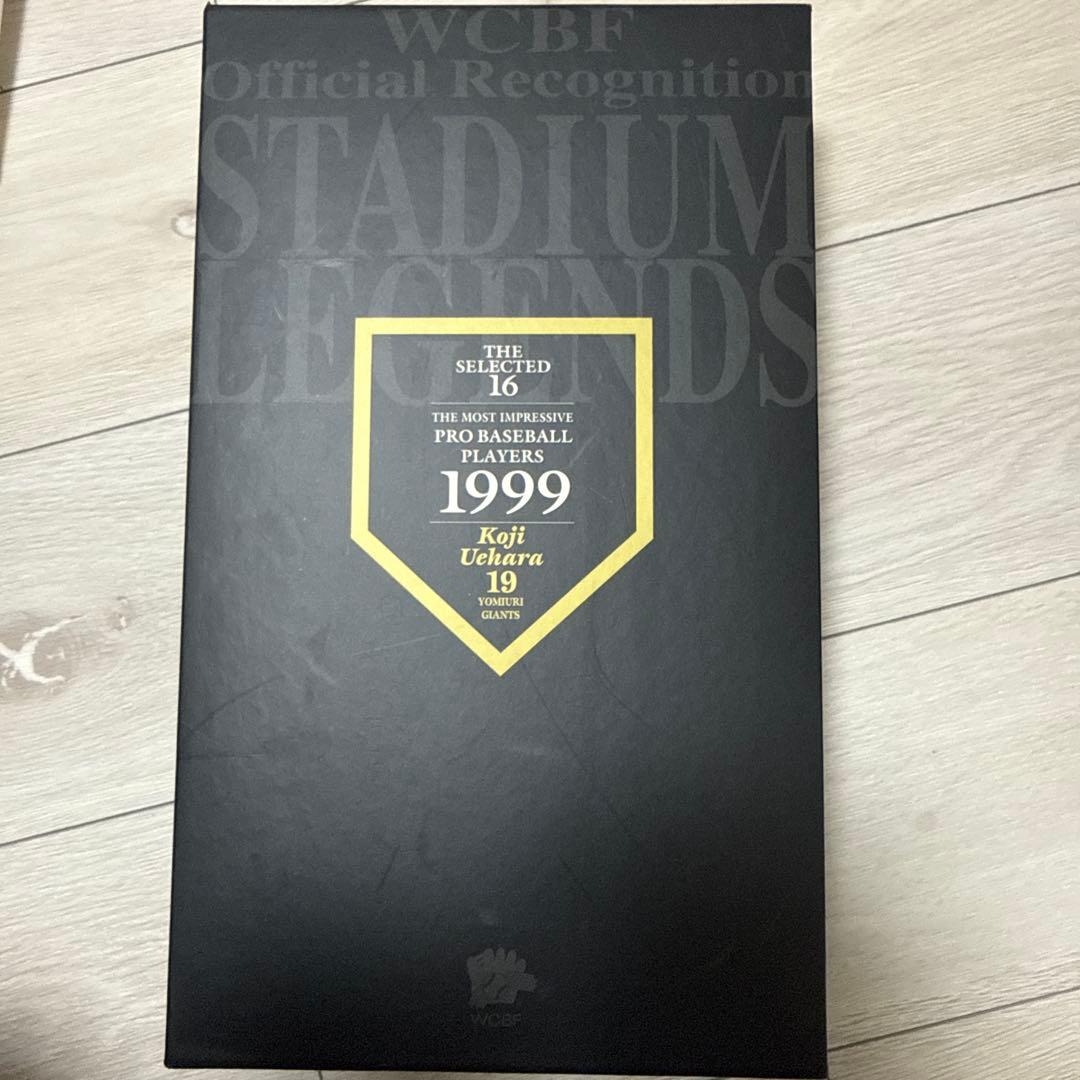 WCBF
Official Recognition
STADIUM
LEGENDS
THE
SELECTED
16
THE MOST IMPRESSIVE
PRO BASEBALL
PLAYERS
1999
Koji
Uehara
19
YOMIURI
GIANTS
WCBF